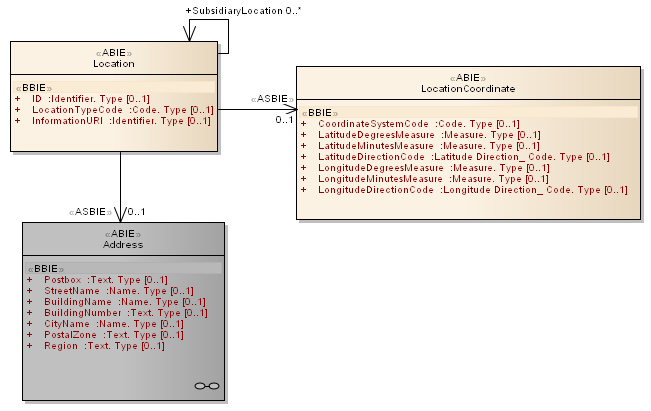 +SubsidiaryLocation 0..*
«ABIE»
Location
«BBIE»
+ ID :Identifier. Type [0..1]
+ LocationTypeCode :Code. Type [0..1]
+ InformationURI :Identifier. Type [0..1]
«ASBIE»
0..1
«ABIE»
LocationCoordinate
«BBIE»
+ CoordinateSystemCode :Code. Type [0..1]
+ LatitudeDegreesMeasure :Measure. Type [0..1]
+ LatitudeMinutesMeasure :Measure. Type [0..1]
+ LatitudeDirectionCode :Latitude Direction_ Code. Type [0..1]
+ LongitudeDegreesMeasure :Measure. Type [0..1]
+ LongitudeMinutesMeasure :Measure. Type [0..1]
+ LongitudeDirectionCode :Longitude Direction_ Code. Type [0..1]
«ASBIE» 0..1
«ABIE»
Address
«BBIE»
+ Postbox :Text. Type [0..1]
+ StreetName :Name. Type [0..1]
+ BuildingName :Name. Type [0..1]
+ BuildingNumber :Text. Type [0..1]
+ CityName :Name. Type [0..1]
+ PostalZone :Text. Type [0..1]
+ Region :Text. Type [0..1]